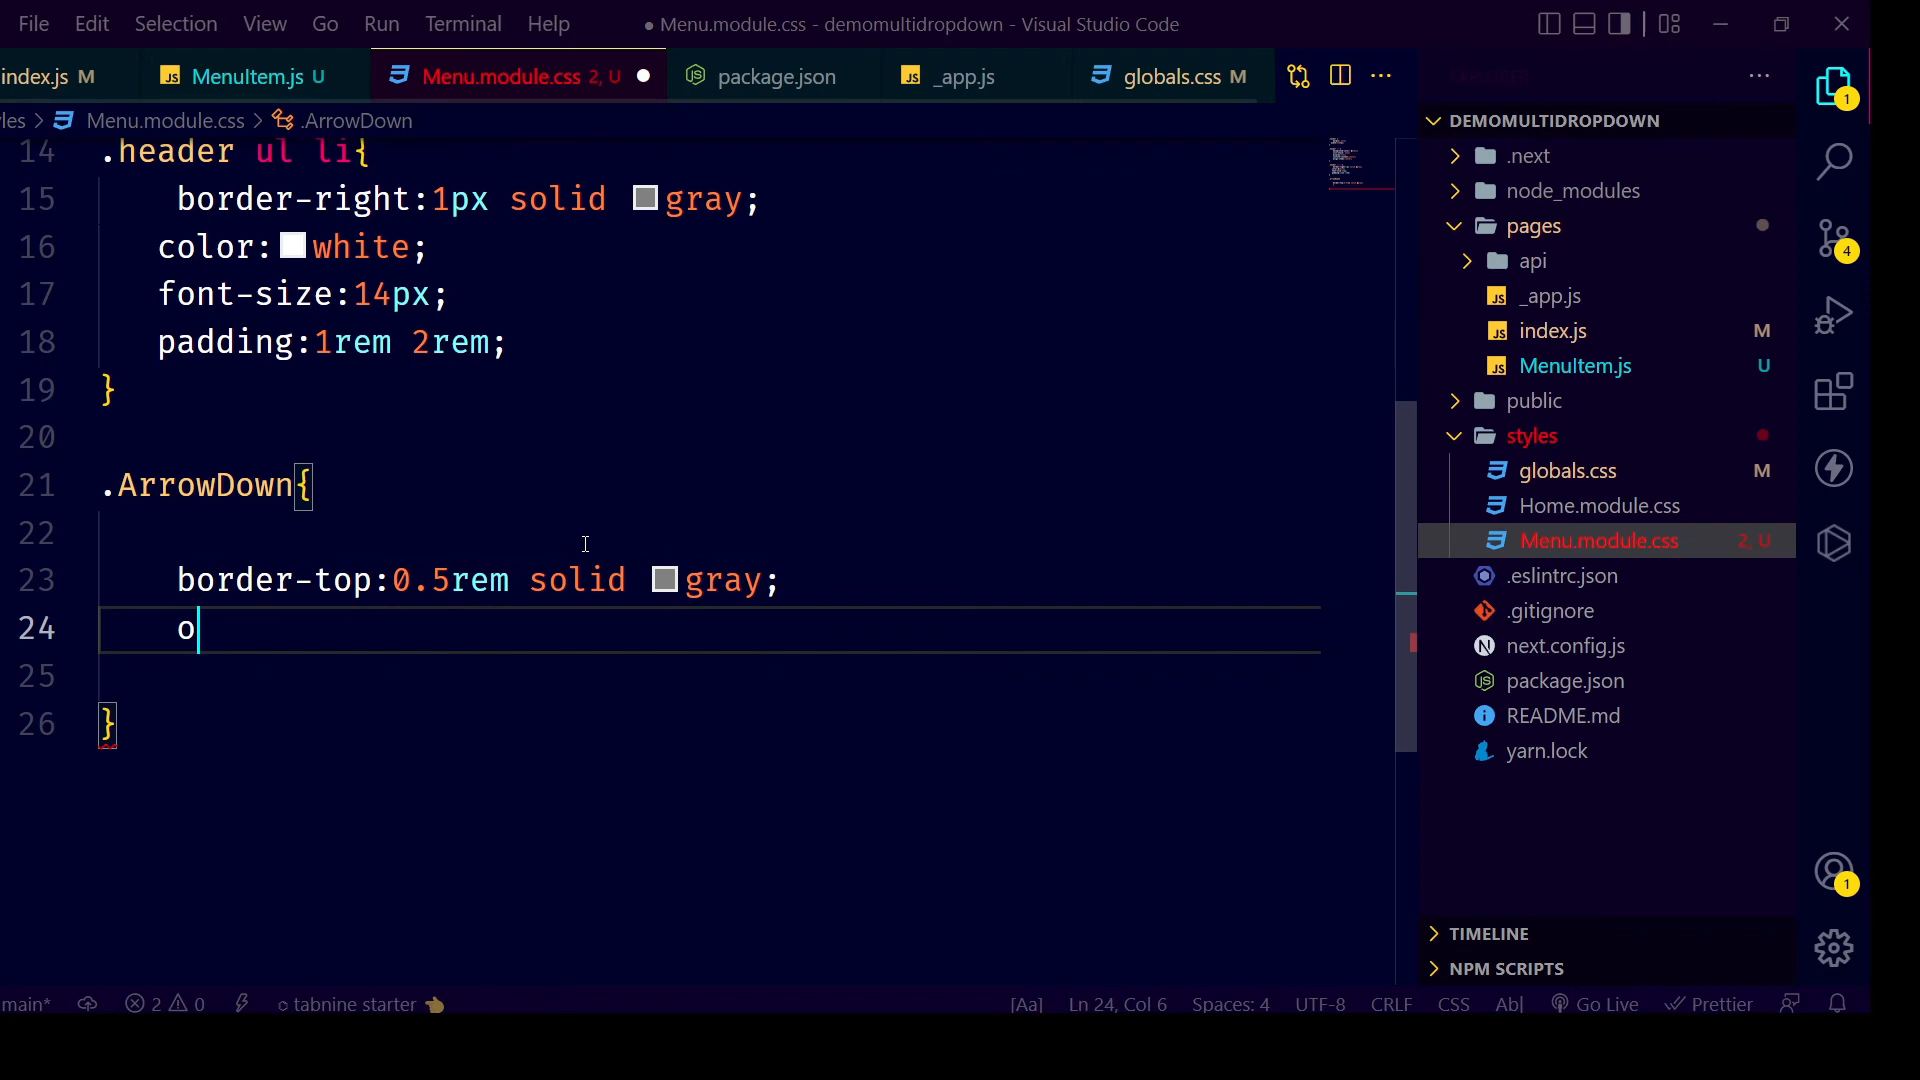 File Edit Selection View Go Run Terminal Help
● Menu.module.css - demomultidropdown - Visual Studio Code
index.js M
MenuItem.js U
Menu.module.css 2, U
package.json
_app.js
globals.css M
les > Menu.module.css > .ArrowDown
14 .header ul li{
15 border-right:1px solid gray;
16 color:white;
17 font-size:14px;
18 padding:1rem 2rem;
19 }
20
21 .ArrowDown{
22
23 border-top:0.5rem solid gray;
24 o
25
26 }
DEMOMULTIDROPDOWN
.next
node_modules
pages
api
_app.js
index.js M
MenuItem.js U
public
styles
globals.css M
Home.module.css
Menu.module.css 2, U
.eslintrc.json
.gitignore
next.config.js
package.json
README.md
yarn.lock
TIMELINE
NPM SCRIPTS
1
4
1
main* 2 0 tabnine starter
[Aa] Ln 24, Col 6 Spaces: 4 UTF-8 CRLF CSS Ab| Go Live Prettier